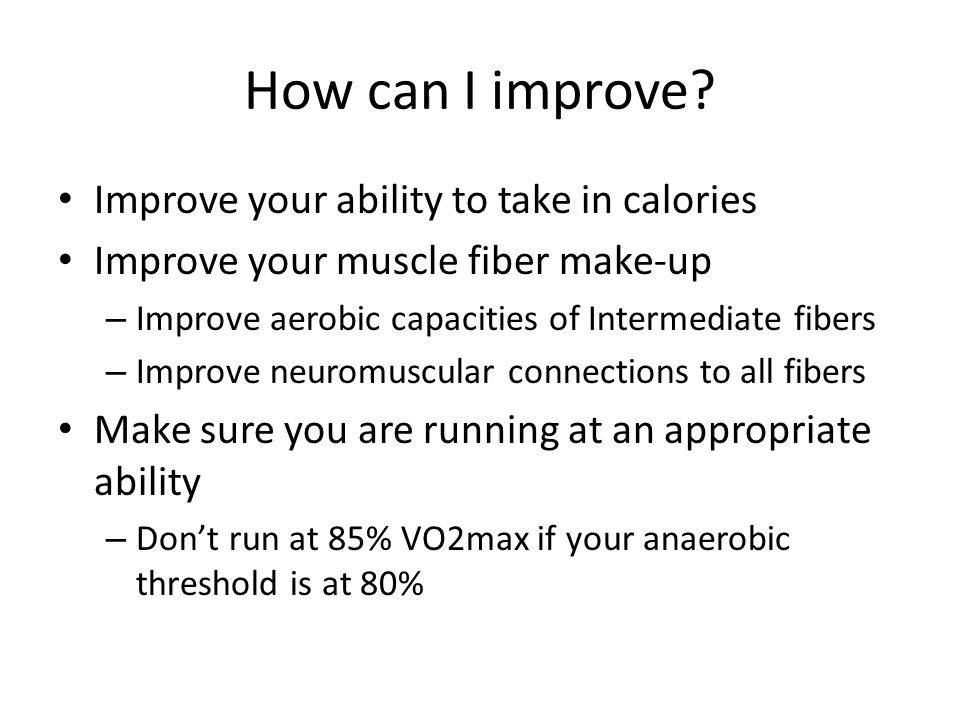 How can I improve?
• Improve your ability to take in calories
• Improve your muscle fiber make-up
– Improve aerobic capacities of Intermediate fibers
– Improve neuromuscular connections to all fibers
• Make sure you are running at an appropriate
ability
– Don’t run at 85% VO2max if your anaerobic
threshold is at 80%